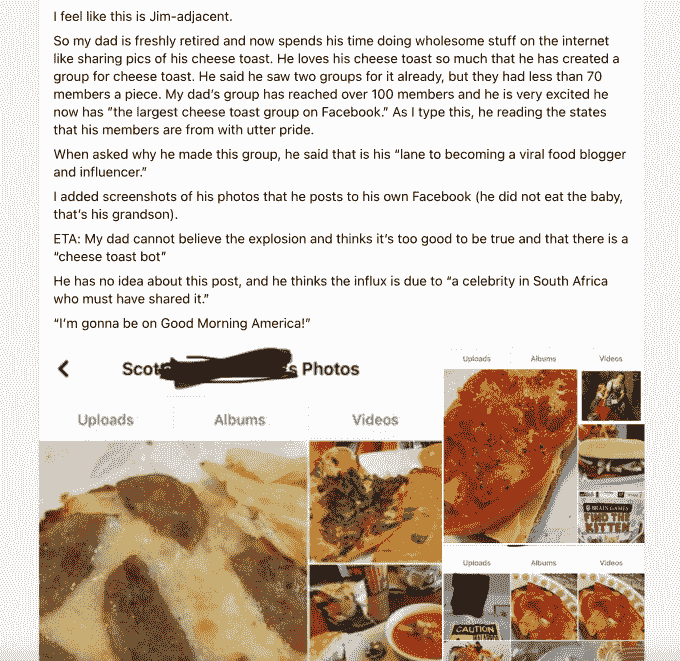 I feel like this is Jim-adjacent.
So my dad is freshly retired and now spends his time doing wholesome stuff on the internet
like sharing pics of his cheese toast. He loves his cheese toast so much that he has created a
group for cheese toast. He said he saw two groups for it already, but they had less than 70
members a piece. My dad's group has reached over 100 members and he is very excited he
now has "the largest cheese toast group on Facebook." As I type this, he reading the states
that his members are from with utter pride.
When asked why he made this group, he said that is his "lane to becoming a viral food blogger
and influencer."
I added screenshots of his photos that he posts to his own Facebook (he did not eat the baby,
that's his grandson).
ETA: My dad cannot believe the explosion and thinks it's too good to be true and that there is a
"cheese toast bot"
He has no idea about this post, and he thinks the influx is due to "a celebrity in South Africa
who must have shared it."
"I'm gonna be on Good Morning America!"
Scot s Photos
Uploads Albums Videos
Uploads Albums Videos
BRAIN GAMES
FIND THE
KITTEN
Uploads Albums Videos
CAUTION